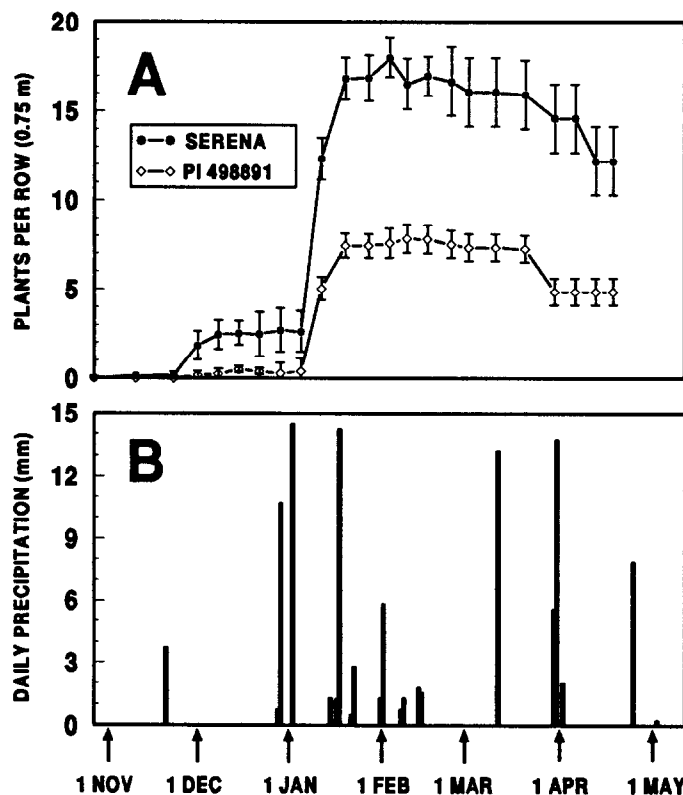 20
15
10
5
0
PLANTS PER ROW (0.75 m)
A
SERENA
PI 498891
15
12
9
6
3
0
DAILY PRECIPITATION (mm)
B
1 NOV 1 DEC 1 JAN 1 FEB 1 MAR 1 APR 1 MAY